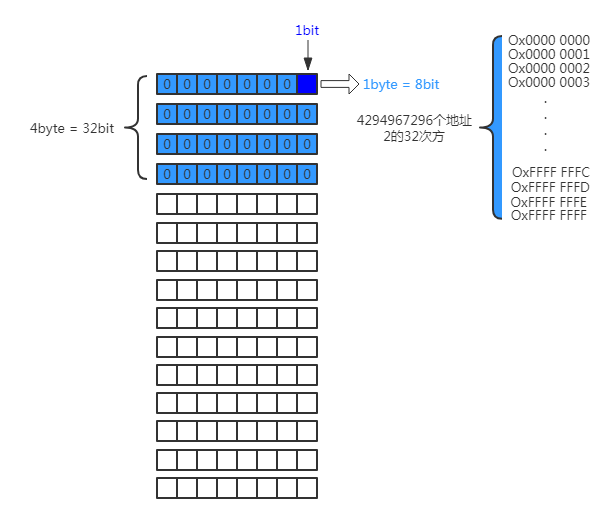 1bit
0 0 0 0 0 0 0
1byte = 8bit
0 0 0 0 0 0 0 0
4byte = 32bit
0 0 0 0 0 0 0 0
0 0 0 0 0 0 0 0
4294967296个地址
2的32次方
Ox0000 0000
Ox0000 0001
Ox0000 0002
Ox0000 0003
.
.
.
.
OxFFFF FFFC
OxFFFF FFFD
OxFFFF FFFE
OxFFFF FFFF